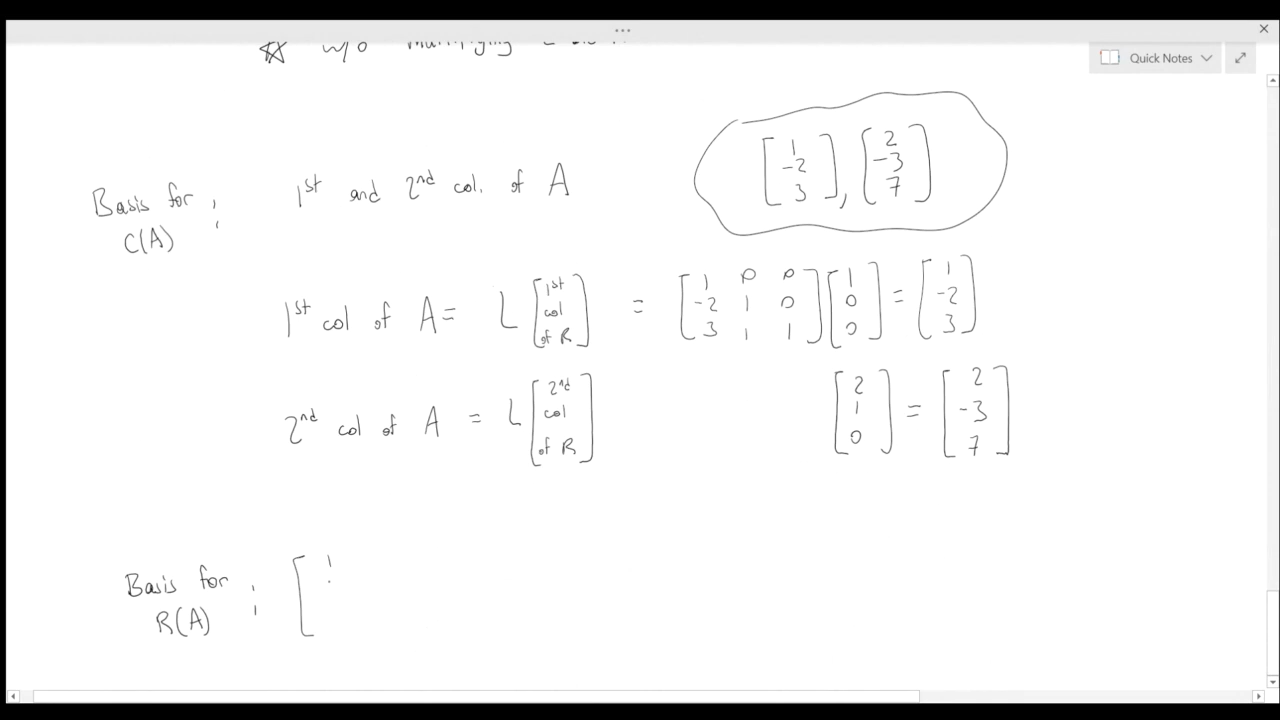 ☆ w/o multiplying
Quick Notes
Basis for C(A) : 1st and 2nd col. of A [1 -2 3], [2 -3 7]
1st col of A = L [1st col of R] = [1 0 0 -2 1 0 3 1 1] [1 0 0] = [1 -2 3]
2nd col of A = L [2nd col of R] [2 1 0] = [2 -3 7]
Basis for R(A) : [ 1